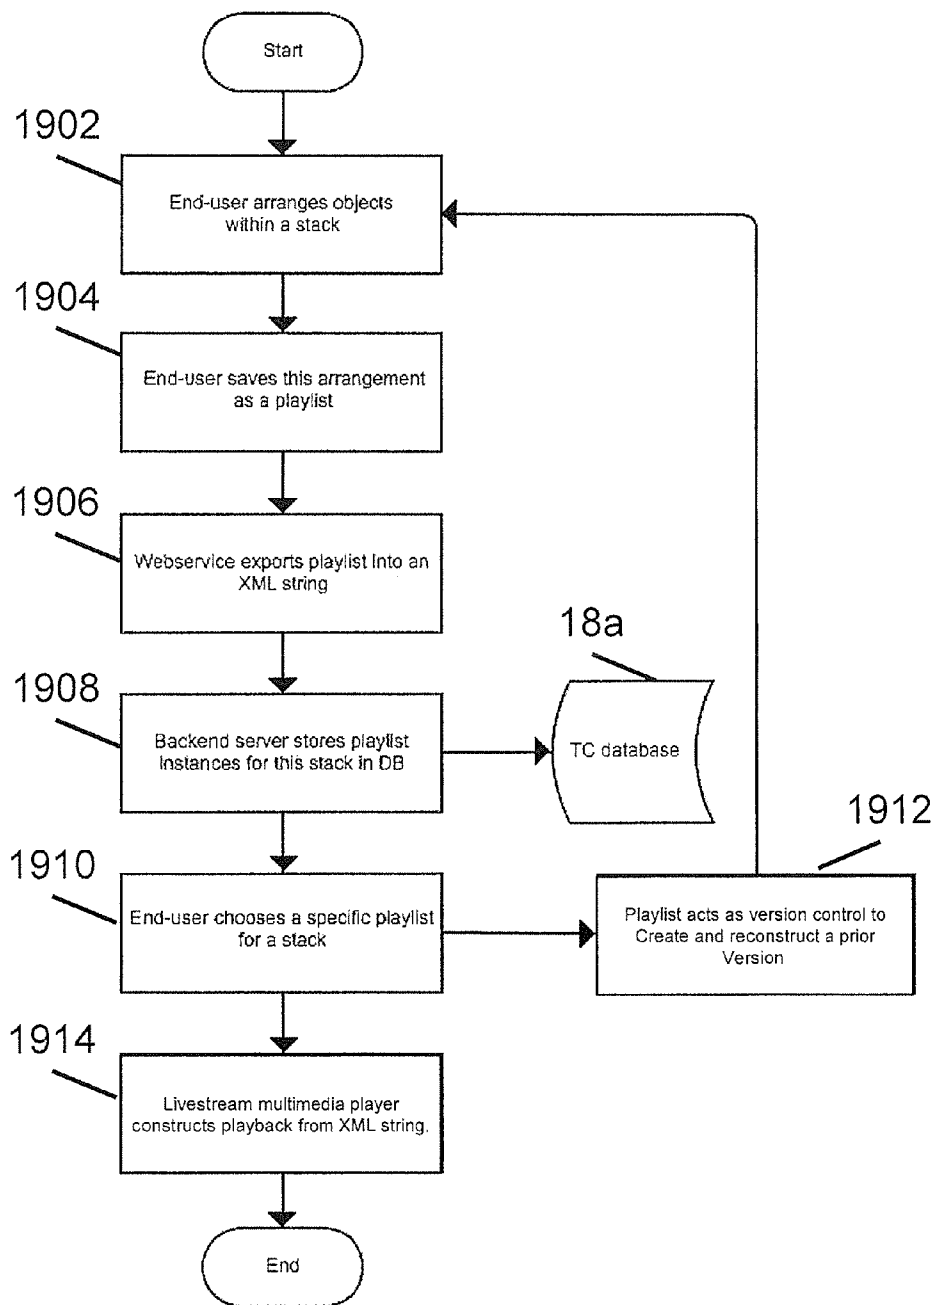 Start
1902
End-user arranges objects
within a stack
1904
End-user saves this arrangement
as a playlist
1906
Webservice exports playlist into an
XML string
18a
1908
Backend server stores playlist
instances for this stack in DB
TC database
1912
1910
End-user chooses a specific playlist
for a stack
Playlist acts as version control to
Create and reconstruct a prior
Version
1914
Livestream multimedia player
constructs playback from XML string.
End